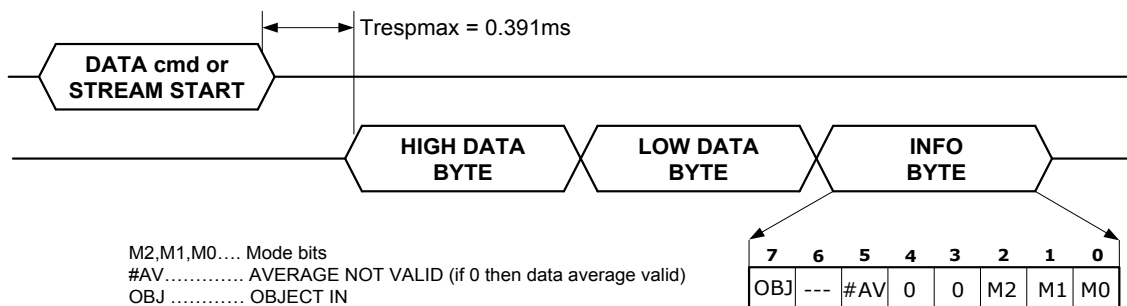 Trespmax = 0.391ms
DATA cmd or
STREAM START
HIGH DATA
BYTE
LOW DATA
BYTE
INFO
BYTE
M2,M1,M0.... Mode bits
#AV............. AVERAGE NOT VALID (if 0 then data average valid)
OBJ ............ OBJECT IN
7 6 5 4 3 2 1 0
OBJ --- #AV 0 0 M2 M1 M0